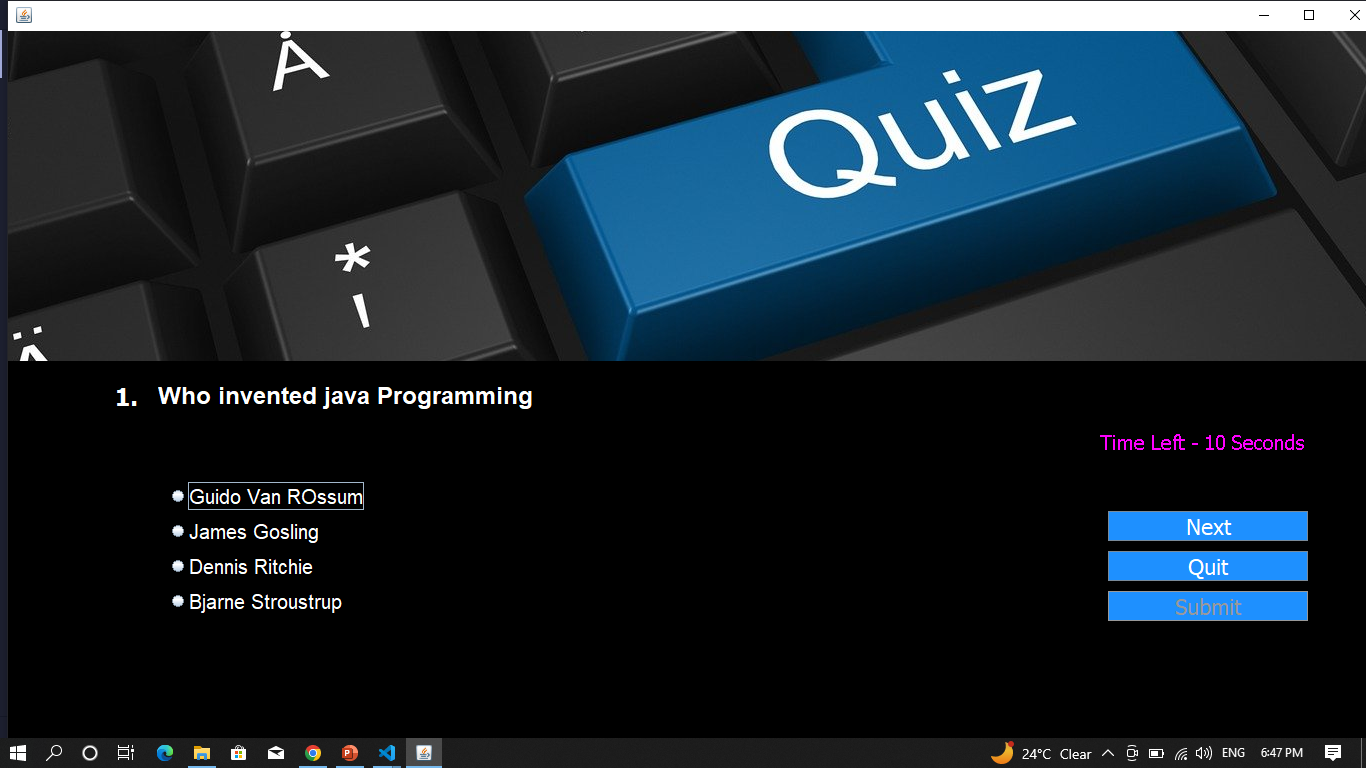 Å
Quiz
*
'
Ä
1. Who invented java Programming
Time Left - 10 Seconds
Guido Van ROssum
James Gosling
Dennis Ritchie
Bjarne Stroustrup
Next
Quit
Submit
24°C Clear
ENG
6:47 PM